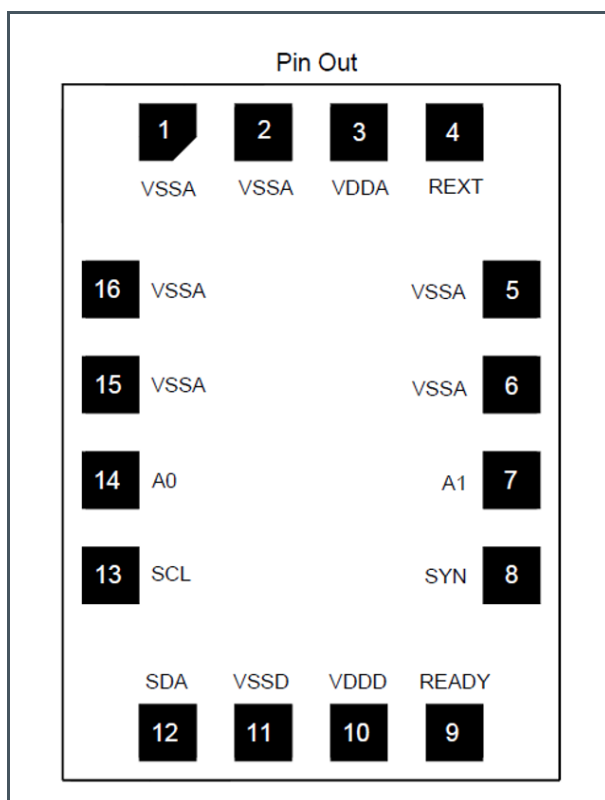 Pin Out
1 2 3 4
VSSA VSSA VDDA REXT
16 VSSA VSSA 5
15 VSSA VSSA 6
14 A0 A1 7
13 SCL SYN 8
SDA VSSD VDDD READY
12 11 10 9